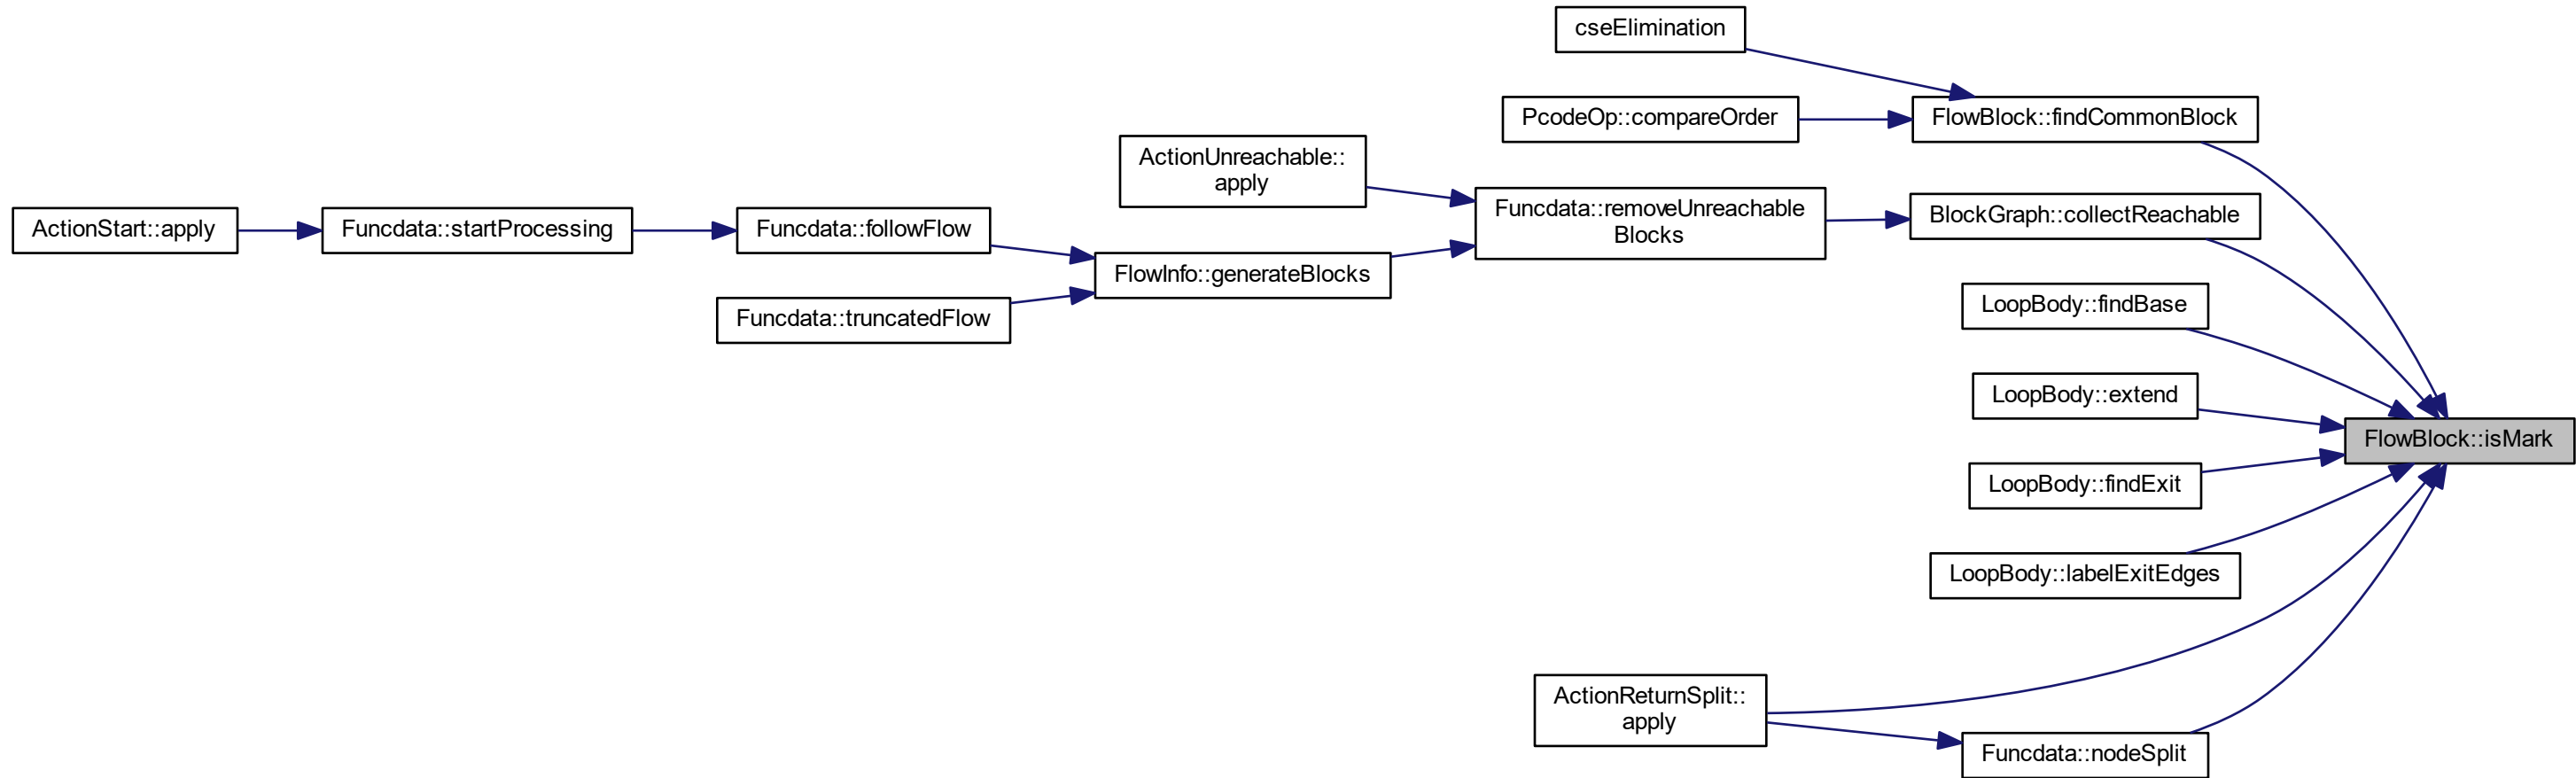 cseElimination
PcodeOp::compareOrder
FlowBlock::findCommonBlock
ActionUnreachable::
apply
ActionStart::apply
Funcdata::startProcessing
Funcdata::followFlow
Funcdata::removeUnreachable
Blocks
BlockGraph::collectReachable
FlowInfo::generateBlocks
Funcdata::truncatedFlow
LoopBody::findBase
LoopBody::extend
FlowBlock::isMark
LoopBody::findExit
LoopBody::labelExitEdges
ActionReturnSplit::
apply
Funcdata::nodeSplit